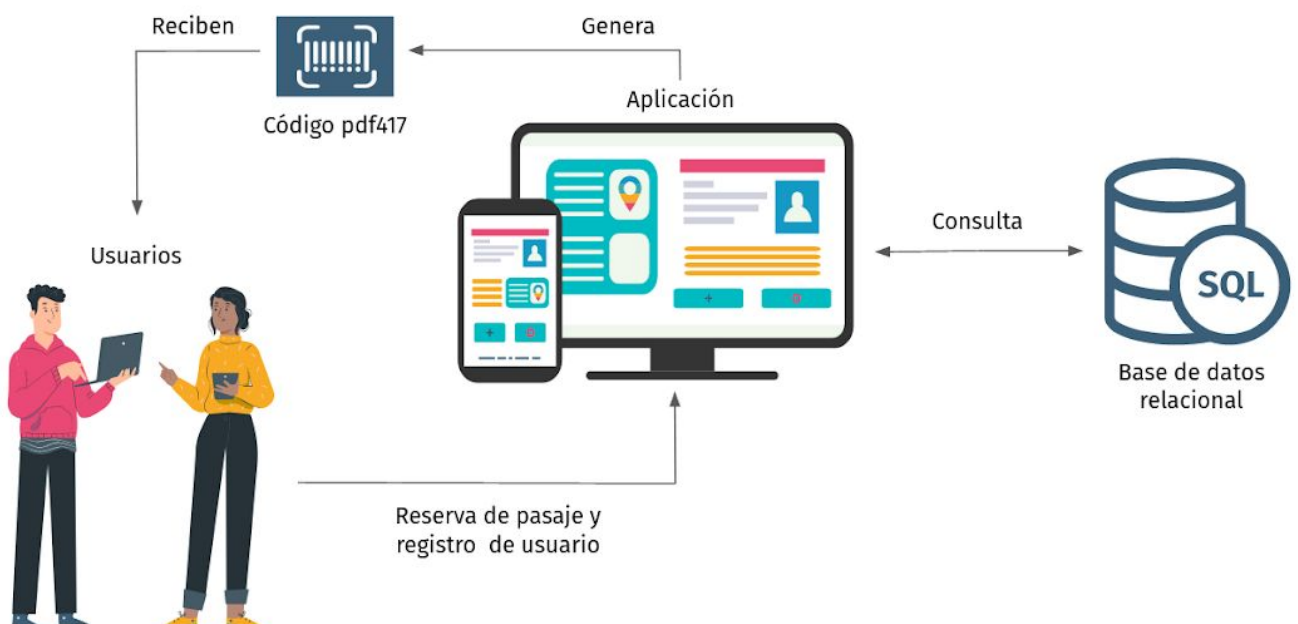 Reciben
Genera
Código pdf417
Aplicación
Consulta
Usuarios
SQL
Base de datos
relacional
Reserva de pasaje y
registro de usuario